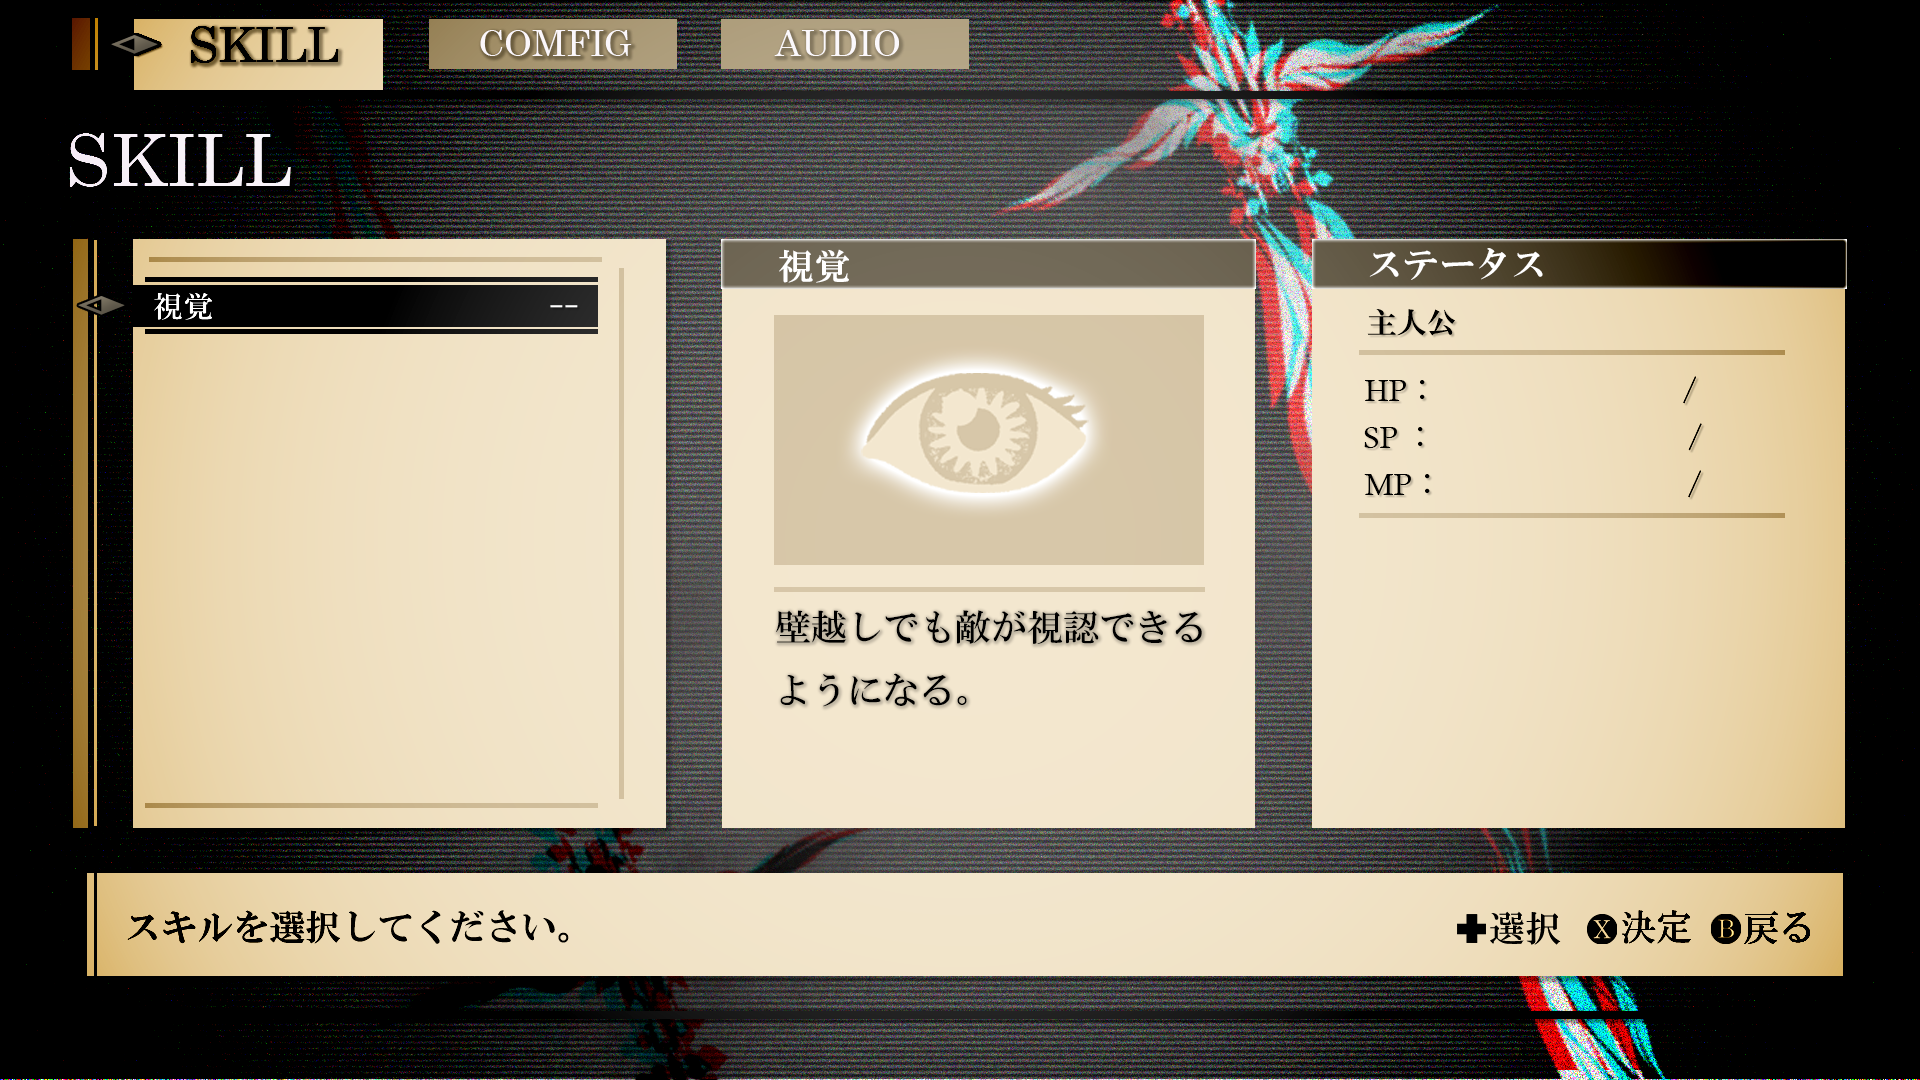 SKILL
COMFIG
AUDIO
SKILL
視覚 --
視覚
壁越しでも敵が視認できる
ようになる。
ステータス
主人公
HP： /
SP ： /
MP： /
スキルを選択してください。
✚選択 Ⓧ決定 Ⓑ戻る